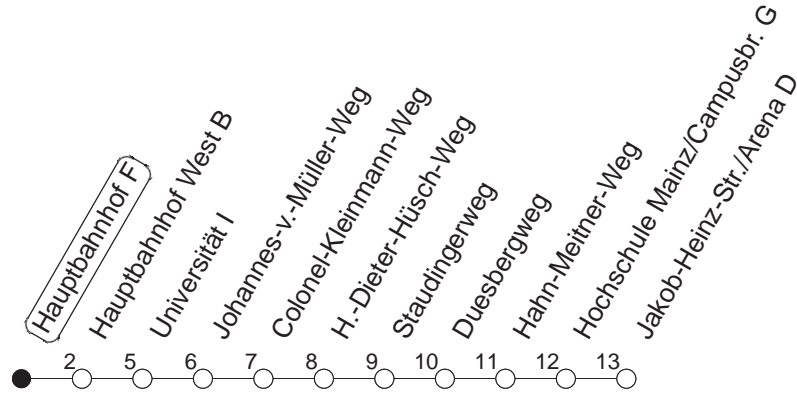 Hauptbahnhof F
Hauptbahnhof West B
Universität I
Johannes-v.-Müller-Weg
Colonel-Kleinmann-Weg
H.-Dieter-Hüsch-Weg
Staudingerweg
Duesbergweg
Hahn-Meitner-Weg
Hochschule Mainz/Campusbr. G
Jakob-Heinz-Str./Arena D
2 5 6 7 8 9 10 11 12 13